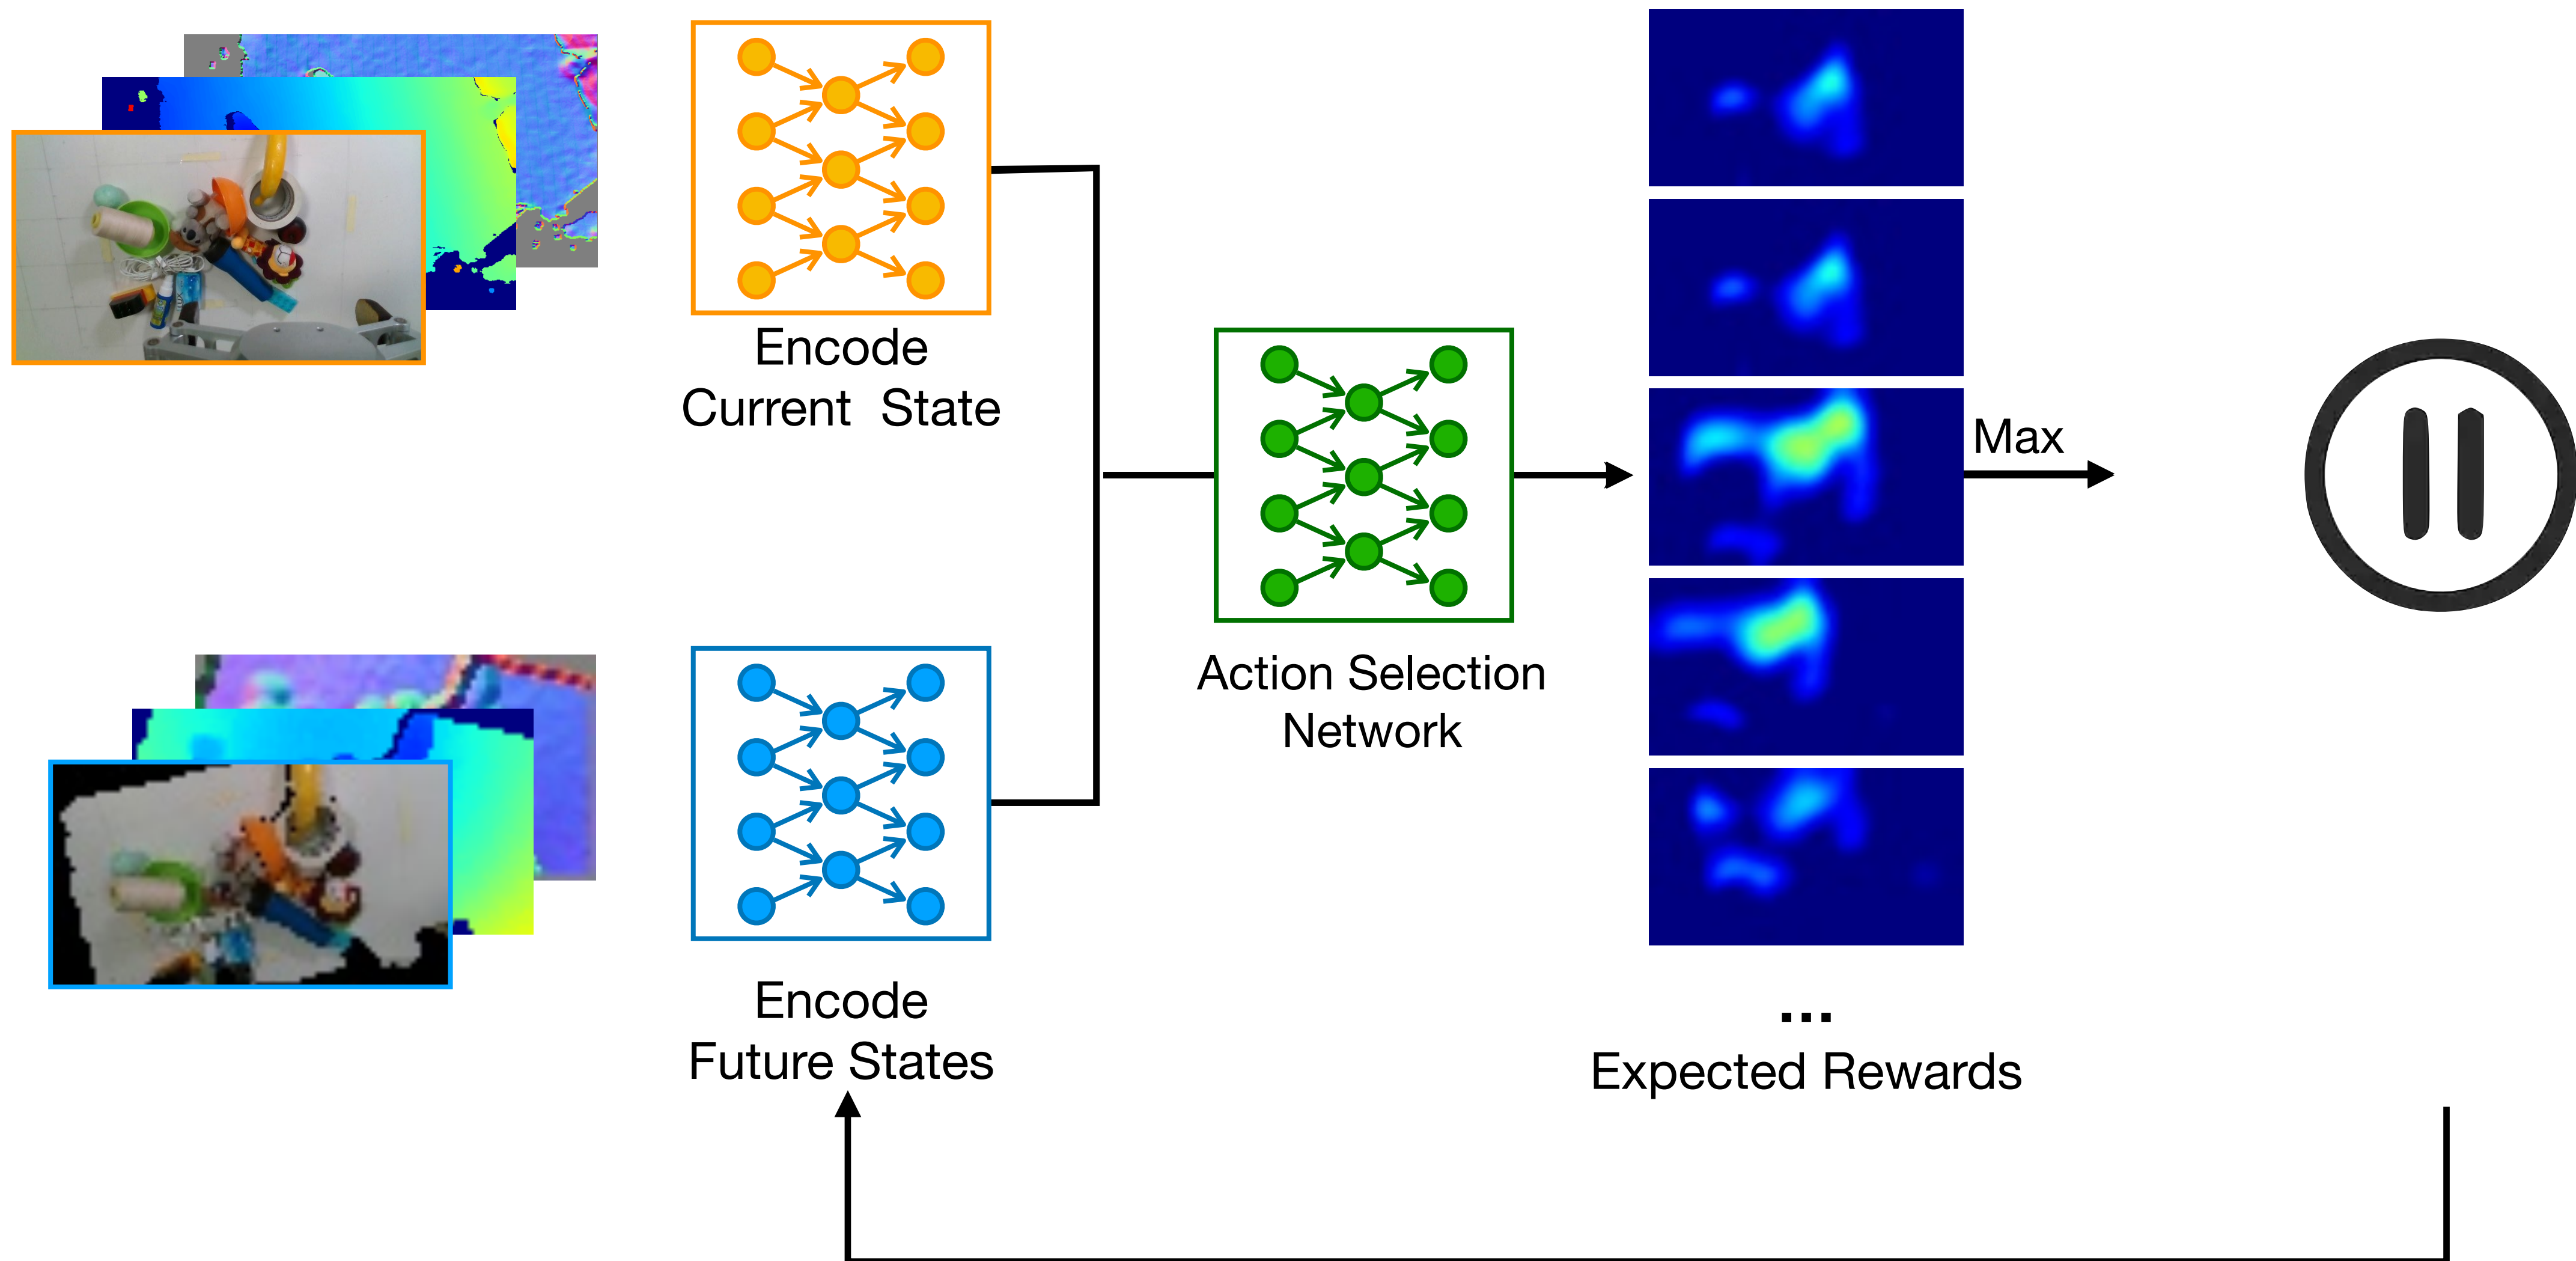 Encode
Current State
Max
Action Selection
Network
Encode
Future States
...
Expected Rewards